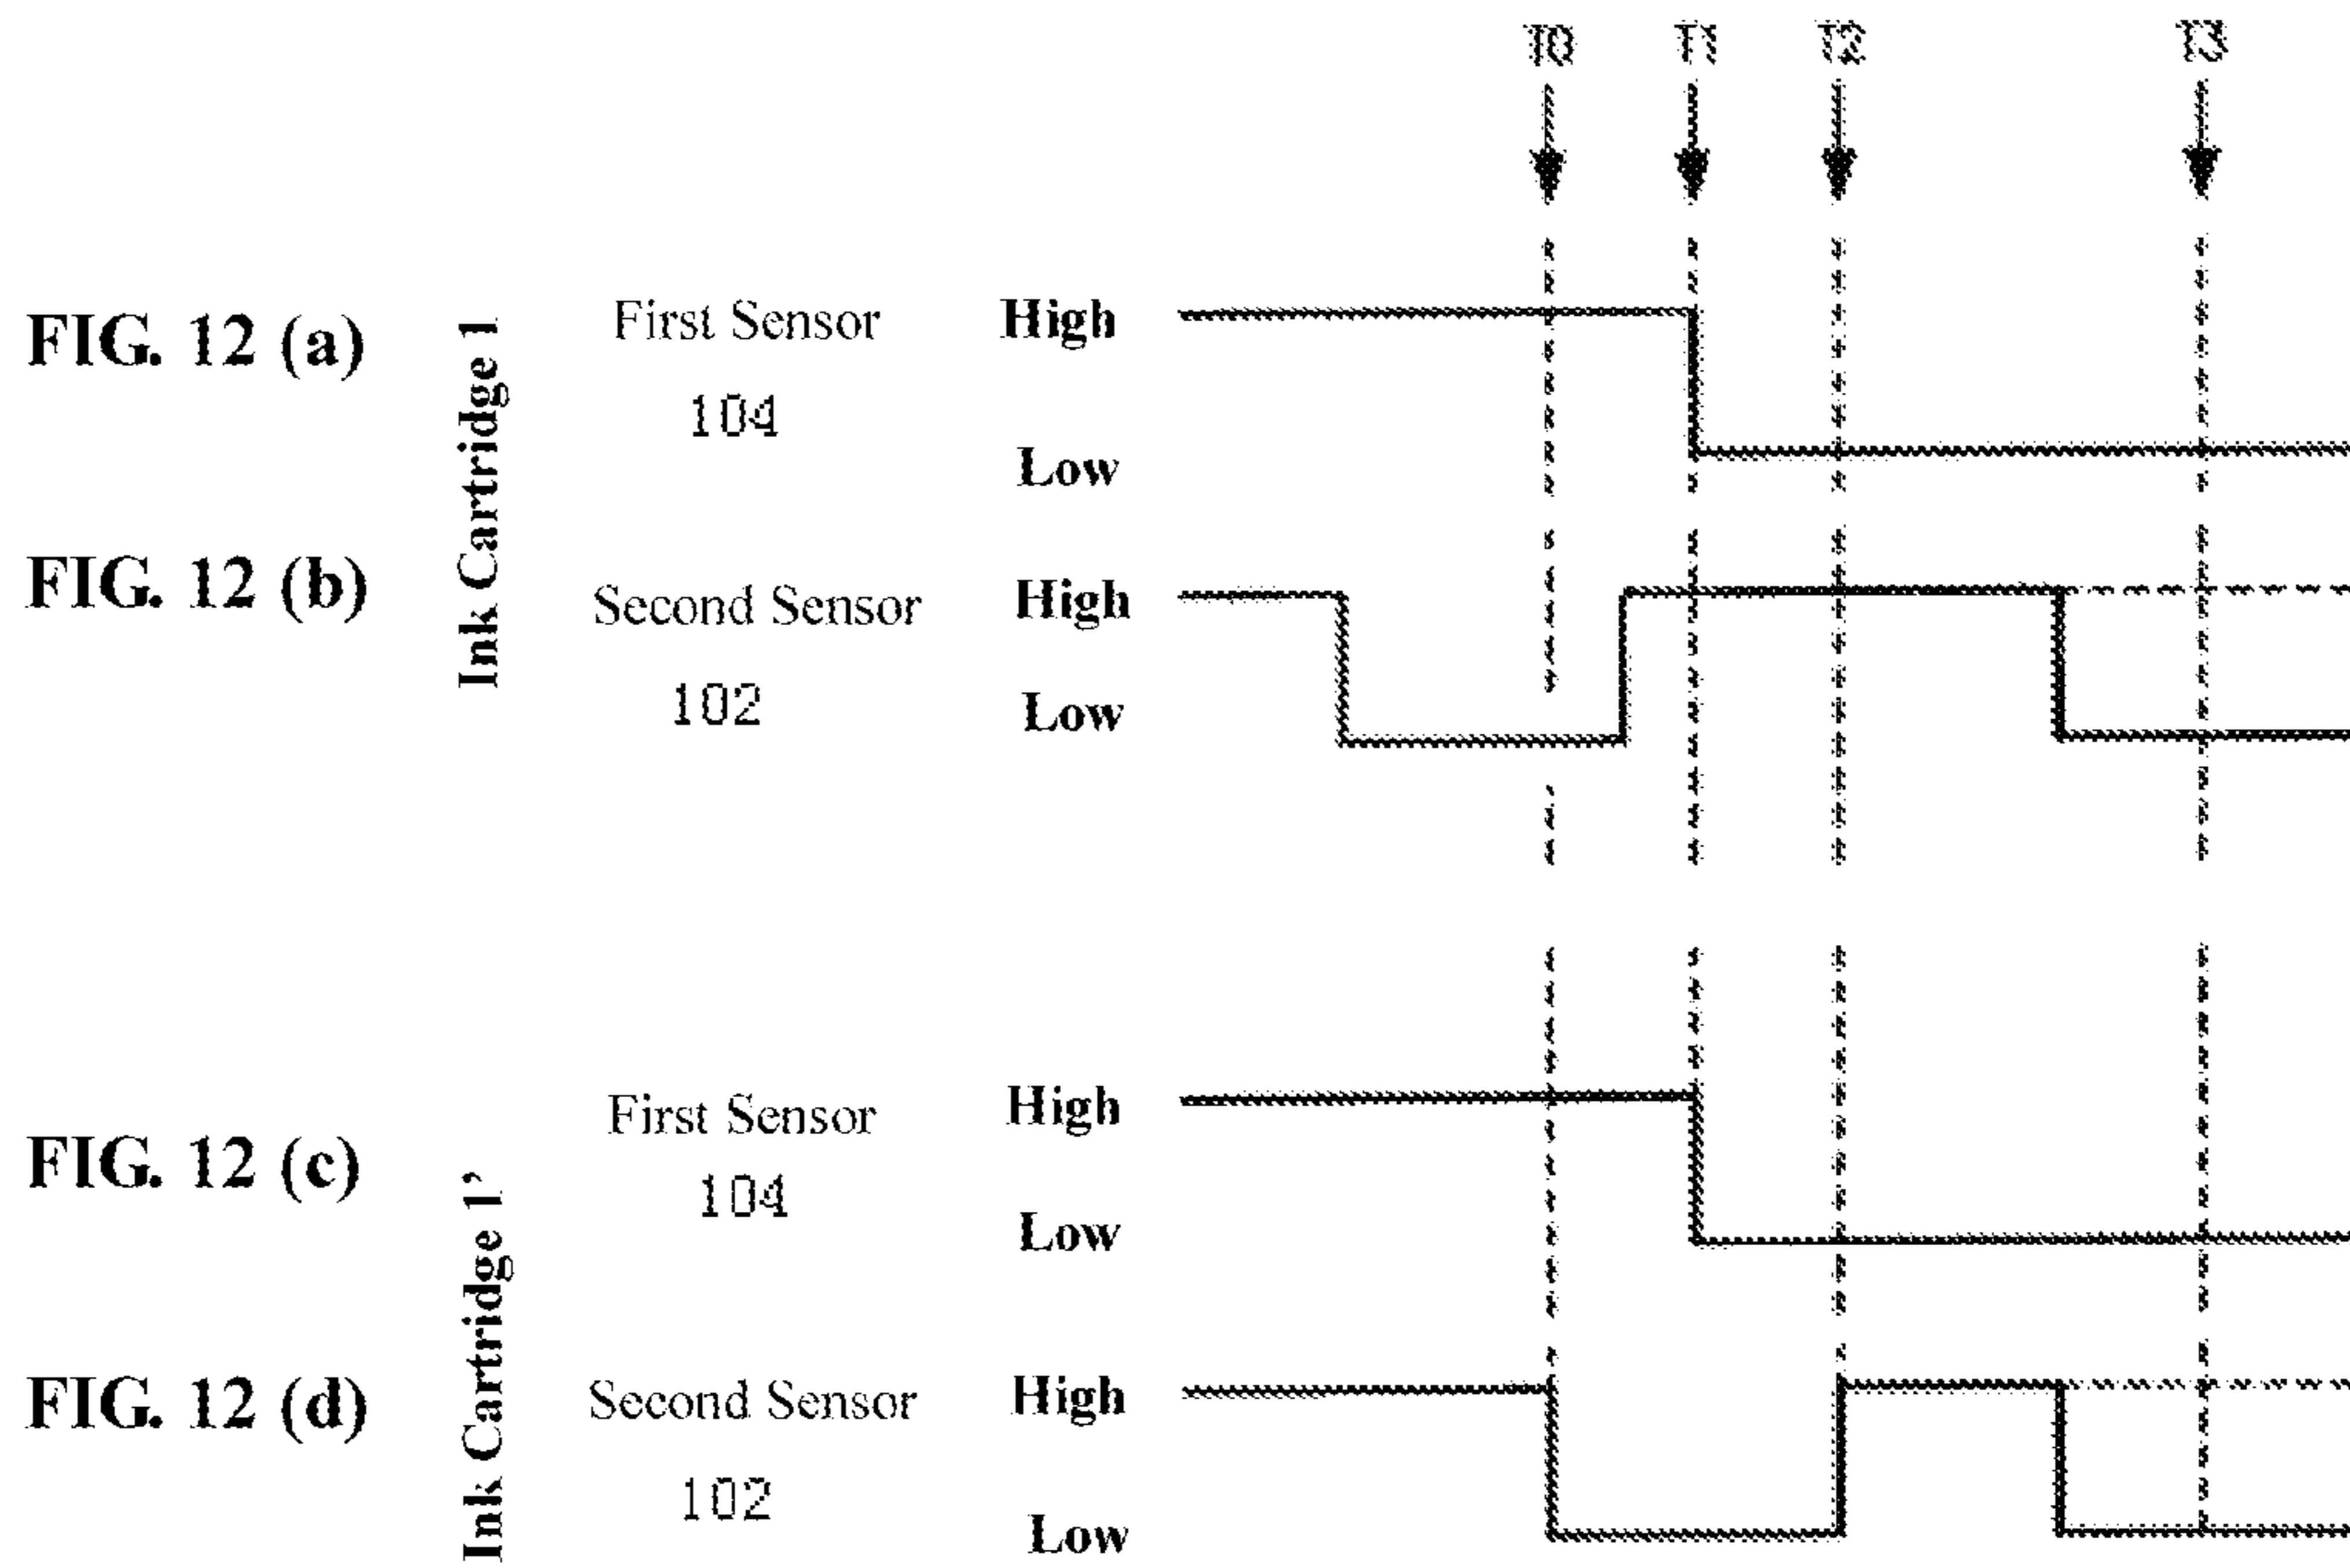 T0 T1 T2 T3
FIG. 12 (a)
Ink Cartridge 1
First Sensor
104
High
Low
FIG. 12 (b)
Second Sensor
102
High
Low
FIG. 12 (c)
Ink Cartridge 1’
First Sensor
104
High
Low
FIG. 12 (d)
Second Sensor
102
High
Low